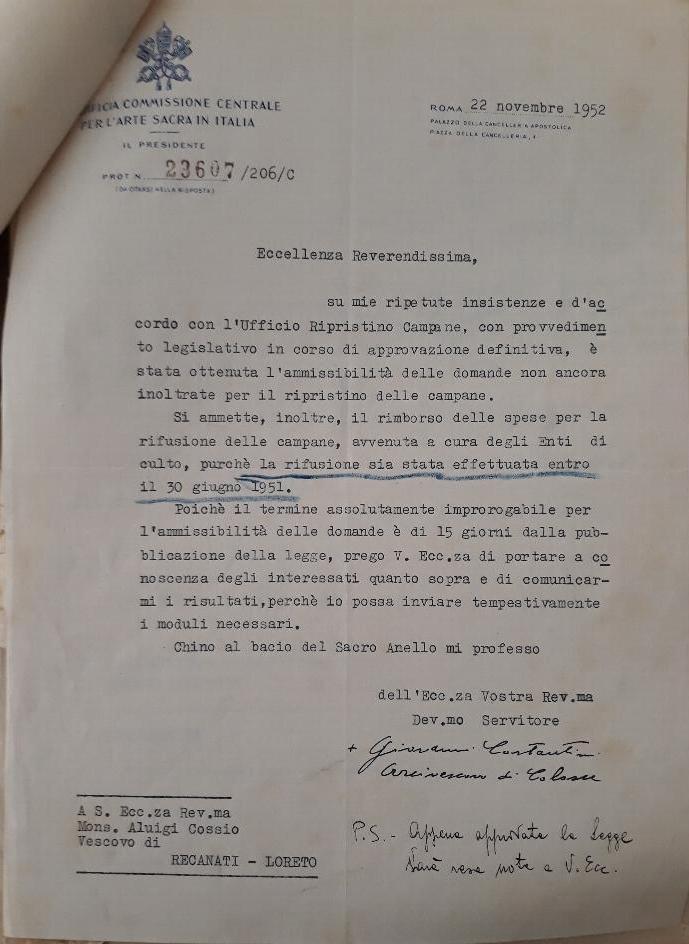 COMMISSIONE CENTRALE
PER L'ARTE SACRA IN ITALIA
IL PRESIDENTE
PROT N. 23607/206/C
(DA CITARSI NELLA RISPOSTA)
ROMA 22 novembre 1952
PALAZZO DELLA CANCELLERIA APOSTOLICA
PIAZZA DELLA CANCELLERIA, 1
Eccellenza Reverendissima,
su mie ripetute insistenze e d'ac
cordo con l'Ufficio Ripristino Campane, con provvedimen
to legislativo in corso di approvazione definitiva, è
stata ottenuta l'ammissibilità delle domande non ancora
inoltrate per il ripristino delle campane.
Si ammette, inoltre, il rimborso delle spese per la
rifusione delle campane, avvenuta a cura degli Enti di
culto, purchè la rifusione sia stata effettuata entro
il 30 giugno 1951.
Poichè il termine assolutamente improrogabile per
l'ammissibilità delle domande è di 15 giorni dalla pub-
blicazione della legge, prego V. Ecc.za di portare a co
noscenza degli interessati quanto sopra e di comunicar-
mi i risultati,perchè io possa inviare tempestivamente
i moduli necessari.
Chino al bacio del Sacro Anello mi professo
dell'Ecc.za Vostra Rev.ma
Dev.mo Servitore
+ Giovanni Costantini
Arcivescovo di Colosse
A S. Ecc.za Rev.ma
Mons. Aluigi Cossio
Vescovo di
RECANATI - LORETO
P.S.- Appena approvata la Legge
sarà resa nota a V. Ecc.